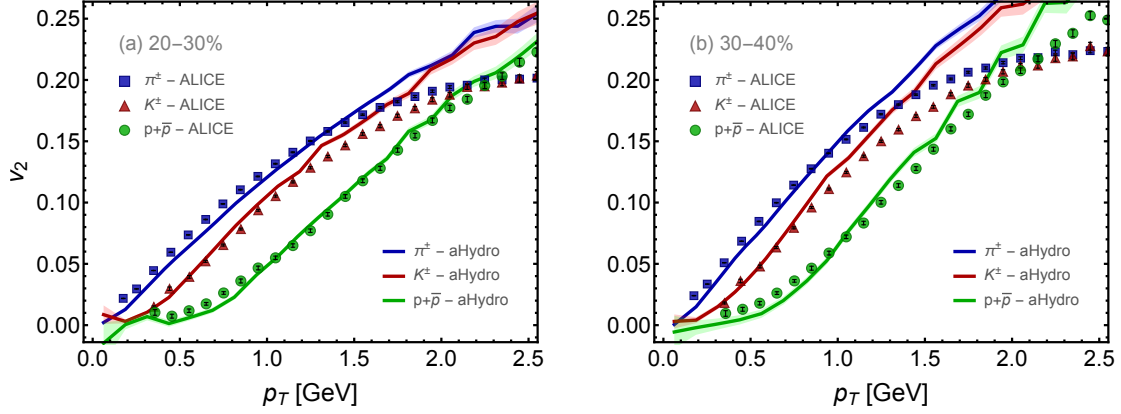 (a) 20−30%
π± − ALICE
K± − ALICE
p+p̅ − ALICE
π± − aHydro
K± − aHydro
p+p̅ − aHydro
0.25
0.20
0.15
0.10
0.05
0.00
v₂
0.0 0.5 1.0 1.5 2.0 2.5
p_T [GeV]
(b) 30−40%
π± − ALICE
K± − ALICE
p+p̅ − ALICE
π± − aHydro
K± − aHydro
p+p̅ − aHydro
0.25
0.20
0.15
0.10
0.05
0.00
0.0 0.5 1.0 1.5 2.0 2.5
p_T [GeV]